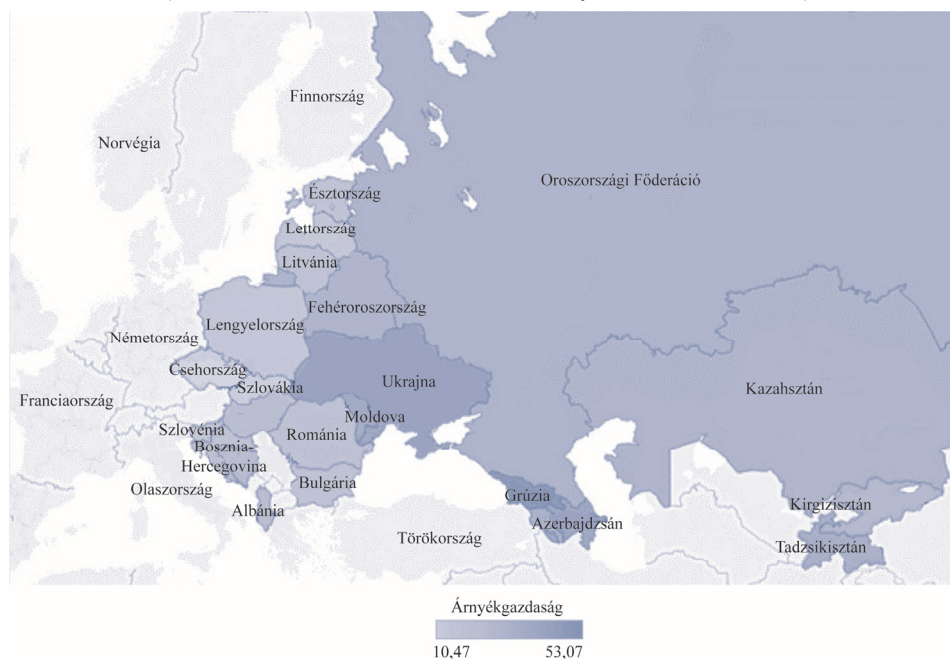 Finnország
Norvégia
Oroszországi Föderáció
Észtország
Lettország
Litvánia
Fehéroroszország
Lengyelország
Németország
Csehország
Szlovákia
Ukrajna
Kazahsztán
Franciaország
Moldova
Szlovénia
Románia
Bosznia-
Hercegovina
Olaszország
Bulgária
Grúzia
Kirgizisztán
Albánia
Azerbajdzsán
Törökország
Tadzsikisztán
Árnyékgazdaság
10,47 53,07